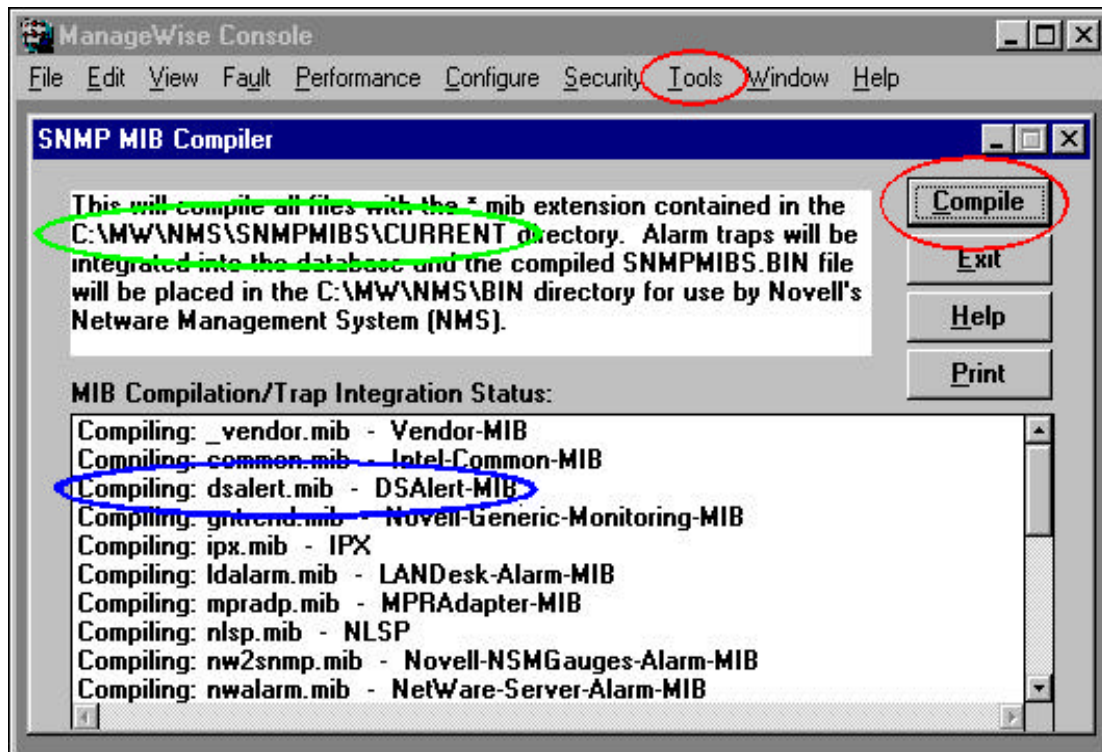 ManageWise Console
File Edit View Fault Performance Configure Security Tools Window Help
SNMP MIB Compiler
This will compile all files with the *.mib extension contained in the
C:\MW\NMS\SNMPMIBS\CURRENT directory. Alarm traps will be
integrated into the database and the compiled SNMPMIBS.BIN file
will be placed in the C:\MW\NMS\BIN directory for use by Novell's
Netware Management System (NMS).
Compile
Exit
Help
Print
MIB Compilation/Trap Integration Status:
Compiling: _vendor.mib - Vendor-MIB
Compiling: common.mib - Intel-Common-MIB
Compiling: dsalert.mib - DSAlert-MIB
Compiling: gntrend.mib - Novell-Generic-Monitoring-MIB
Compiling: ipx.mib - IPX
Compiling: ldalarm.mib - LANDesk-Alarm-MIB
Compiling: mpradp.mib - MPRAdapter-MIB
Compiling: nlsp.mib - NLSP
Compiling: nw2snmp.mib - Novell-NSMGauges-Alarm-MIB
Compiling: nwalarm.mib - NetWare-Server-Alarm-MIB